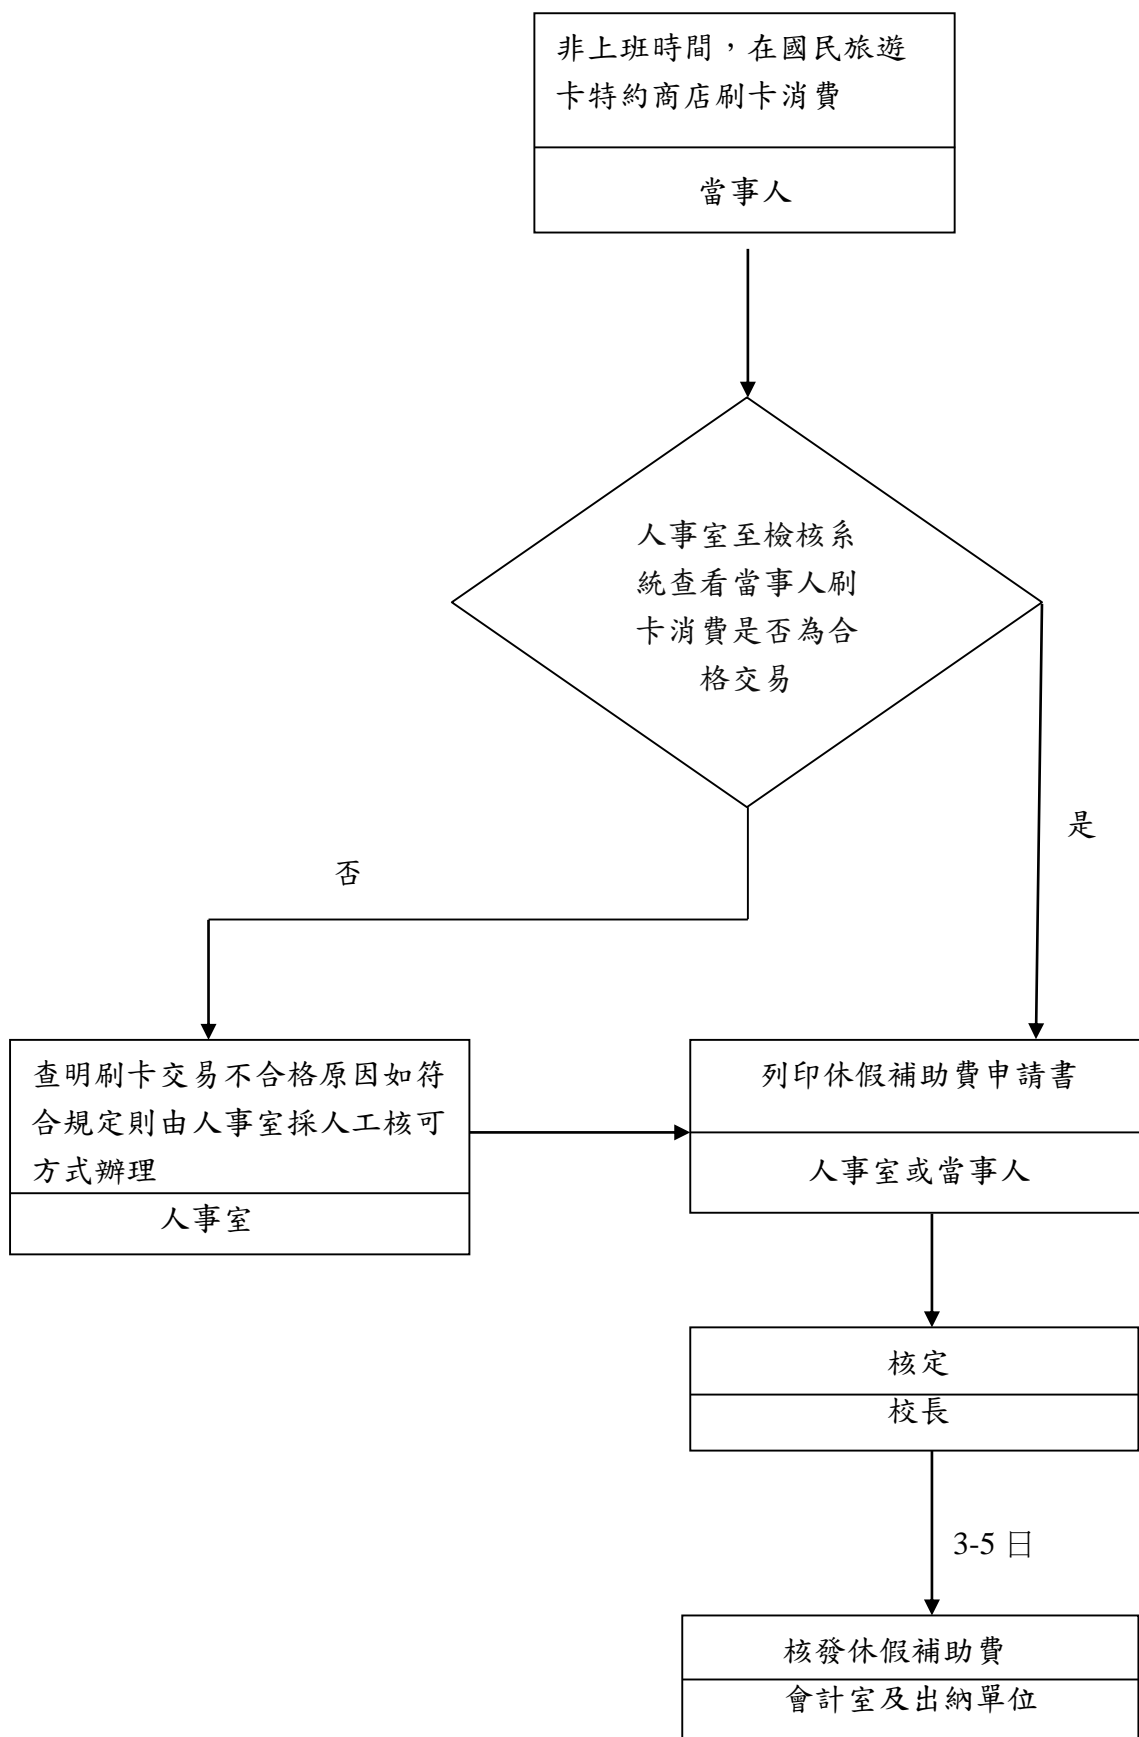 非上班時間，在國民旅遊
卡特約商店刷卡消費
當事人
人事室至檢核系
統查看當事人刷
卡消費是否為合
格交易
是
否
查明刷卡交易不合格原因如符
合規定則由人事室採人工核可
方式辦理
人事室
列印休假補助費申請書
人事室或當事人
核定
校長
3-5 日
核發休假補助費
會計室及出納單位